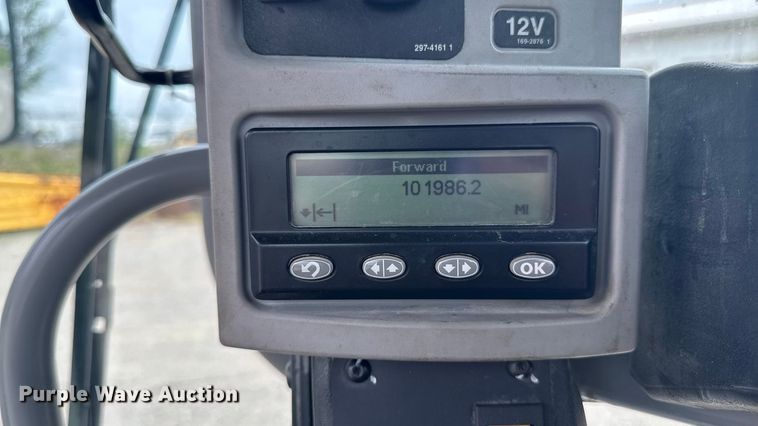 297-4161 1
12V
169-2976 1
Forward
101986.2
MI
OK
Purple Wave Auction